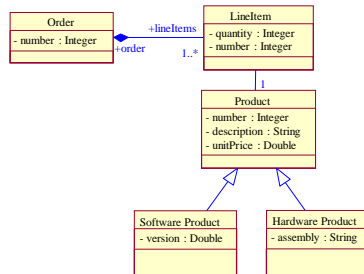 Order
- number : Integer
+lineItems
+order
1..*
LineItem
- quantity : Integer
- number : Integer
1
Product
- number : Integer
- description : String
- unitPrice : Double
Software Product
- version : Double
Hardware Product
- assembly : String